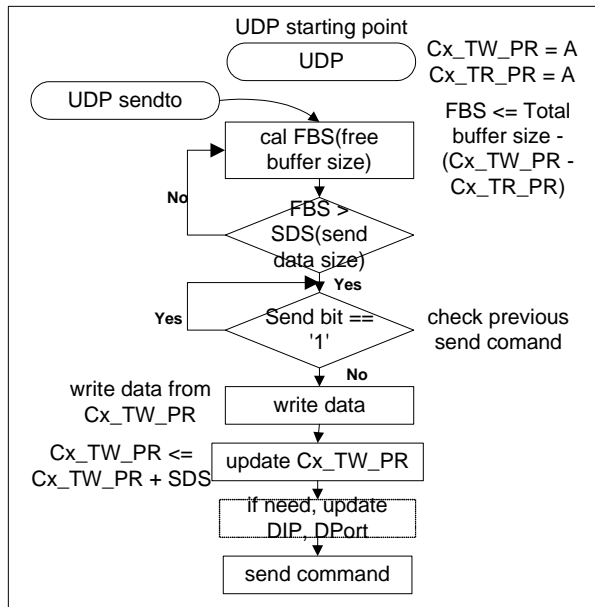 UDP starting point
UDP
Cx_TW_PR = A
Cx_TR_PR = A
UDP sendto
cal FBS(free
buffer size)
FBS <= Total
buffer size -
(Cx_TW_PR -
Cx_TR_PR)
No
FBS >
SDS(send
data size)
Yes
Yes
Send bit ==
'1'
check previous
send comand
No
write data from
Cx_TW_PR
write data
Cx_TW_PR <=
Cx_TW_PR + SDS
update Cx_TW_PR
if need, update
DIP, DPort
send command